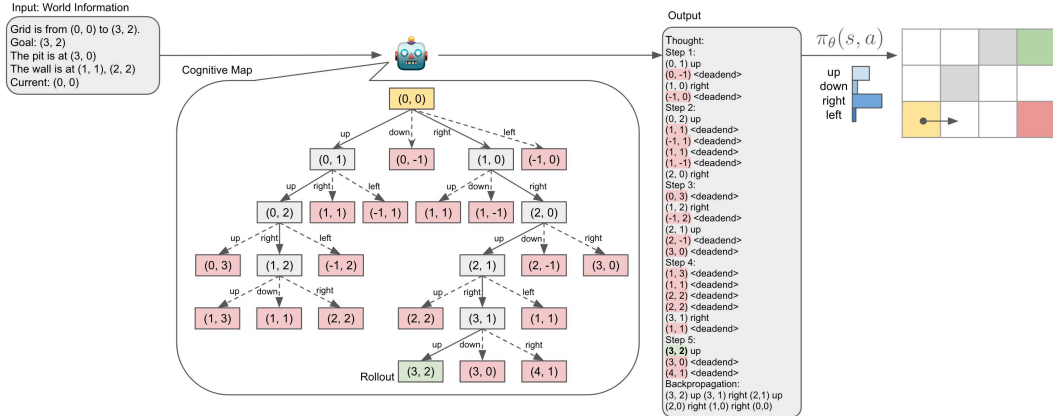 Input: World Information
Grid is from (0, 0) to (3, 2).
Goal: (3, 2)
The pit is at (3, 0)
The wall is at (1, 1), (2, 2)
Current: (0, 0)
Cognitive Map
(0, 0)
up down right left
(0, 1) (0, -1) (1, 0) (-1, 0)
up right left up down right
(0, 2) (1, 1) (-1, 1) (1, 1) (1, -1) (2, 0)
up right left up down right
(0, 3) (1, 2) (-1, 2) (2, 1) (2, -1) (3, 0)
up down right up right left
(1, 3) (1, 1) (2, 2) (2, 2) (3, 1) (1, 1)
up down right
Rollout (3, 2) (3, 0) (4, 1)
Output
Thought:
Step 1:
(0, 1) up
(0, -1) <deadend>
(1, 0) right
(-1, 0) <deadend>
Step 2:
(0, 2) up
(1, 1) <deadend>
(-1, 1) <deadend>
(1, 1) <deadend>
(1, -1) <deadend>
(2, 0) right
Step 3:
(0, 3) <deadend>
(1, 2) right
(-1, 2) <deadend>
(2, 1) up
(2, -1) <deadend>
(3, 0) <deadend>
Step 4:
(1, 3) <deadend>
(1, 1) <deadend>
(2, 2) <deadend>
(2, 2) <deadend>
(3, 1) right
(1, 1) <deadend>
Step 5:
(3, 2) up
(3, 0) <deadend>
(4, 1) <deadend>
Backpropagation:
(3, 2) up (3, 1) right (2,1) up
(2,0) right (1,0) right (0,0)
π_θ(s, a)
up
down
right
left